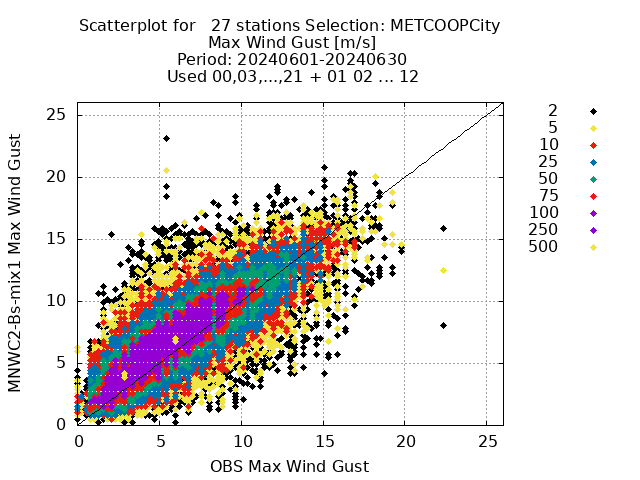 Scatterplot for   27 stations Selection: METCOOPCity
Max Wind Gust [m/s]
Period: 20240601-20240630
Used 00,03,...,21 + 01 02 ... 12
MNWC2-Bs-mix1 Max Wind Gust
25
20
15
10
5
0
0 5 10 15 20 25
OBS Max Wind Gust
2
5
10
25
50
75
100
250
500